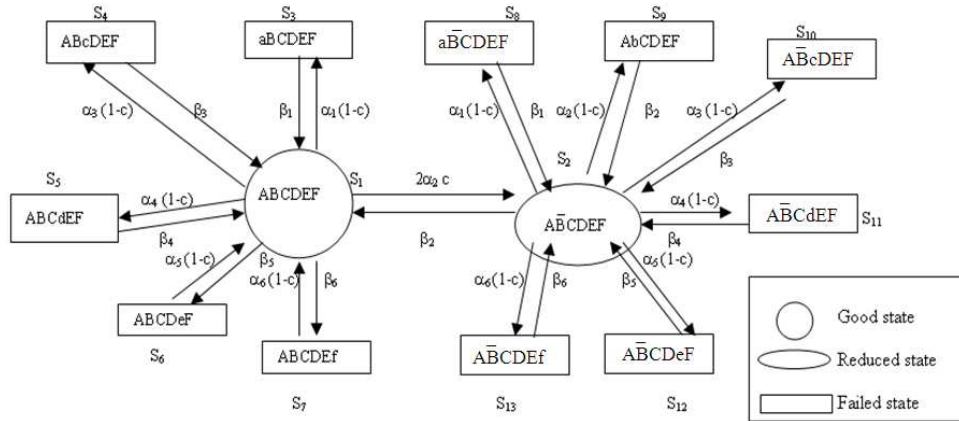 S₄
S₃
S₈
S₉
S₁₀
ABcDEF
aBCDEF
aB̅CDEF
AbCDEF
AB̅cDEF
α₃ (1-c)
β₃
β₁
α₁(1-c)
α₁(1-c)
β₁
α₂(1-c)
β₂
α₃ (1-c)
β₃
S₅
S₁
S₂
ABCDEF
2α₂ c
β₂
AB̅CDEF
ABCdEF
α₄ (1-c)
β₄
α₄(1-c)
β₄
AB̅CdEF
S₁₁
α₅ (1-c)
β₅
α₆(1-c)
β₆
α₆(1-c)
β₆
β₅
α₅(1-c)
ABCDeF
S₆
ABCDEf
S₇
AB̅CDEf
S₁₃
AB̅CDeF
S₁₂
Good state
Reduced state
Failed state